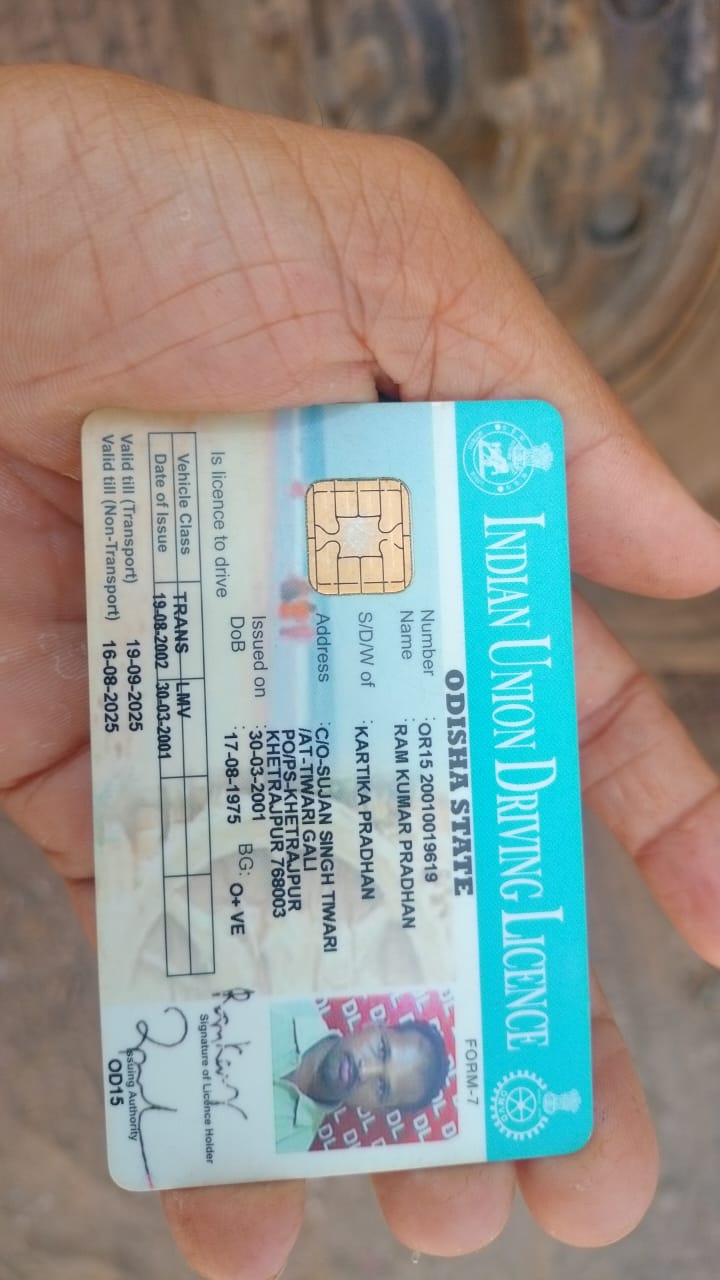 INDIAN UNION DRIVING LICENCE
ODISHA STATE
FORM-7
Number :OR15 20010019619
Name :RAM KUMAR PRADHAN
S/D/W of :KARTIKA PRADHAN
Address :C/O-SUJAN SINGH TIWARI
/AT-TIWARI GALI
PO/PS-KHETRAJPUR
KHETRAJPUR 768003
Issued on :30-03-2001
DoB :17-08-1975 BG: O+ VE
Is licence to drive
Vehicle Class TRANS LMV
Date of Issue 19-08-2002 30-03-2001
Valid till (Transport) 19-09-2025
Valid till (Non-Transport) 16-08-2025
Signature of Licence Holder
Issuing Authority
OD15